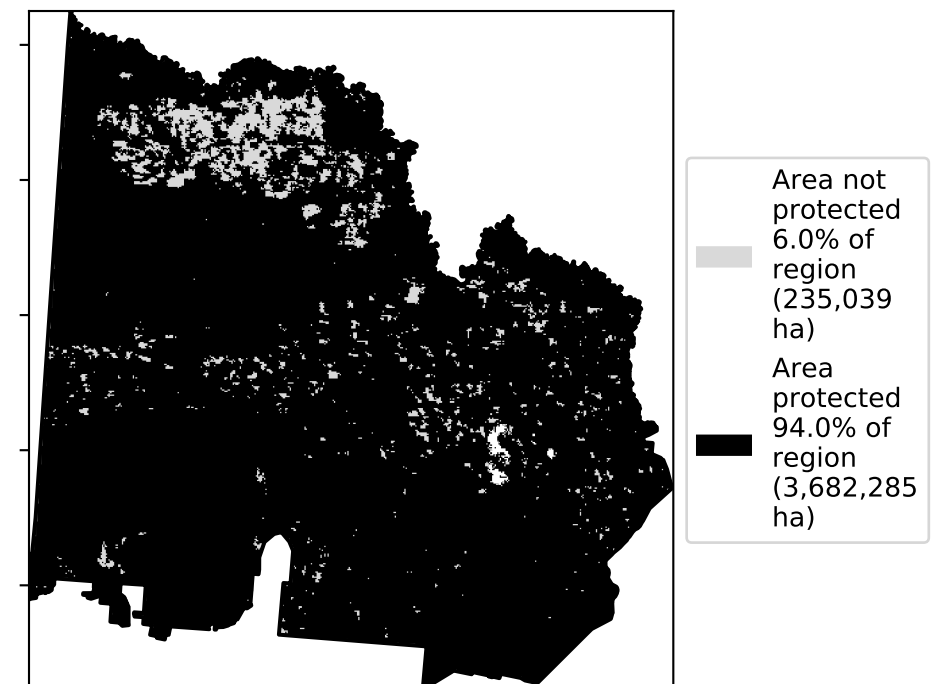 Area not
protected
6.0% of
region
(235,039
ha)
Area
protected
94.0% of
region
(3,682,285
ha)